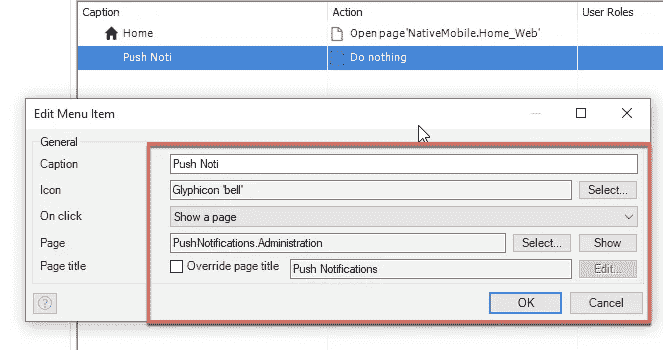 Caption Action User Roles
Home Open page'NativeMobile.Home_Web'
Push Noti Do nothing
Edit Menu Item
General
Caption Push Noti
Icon Glyphicon 'bell' Select...
On click Show a page
Page PushNotifications.Administration Select... Show
Page title Override page title Push Notifications Edit...
? OK Cancel